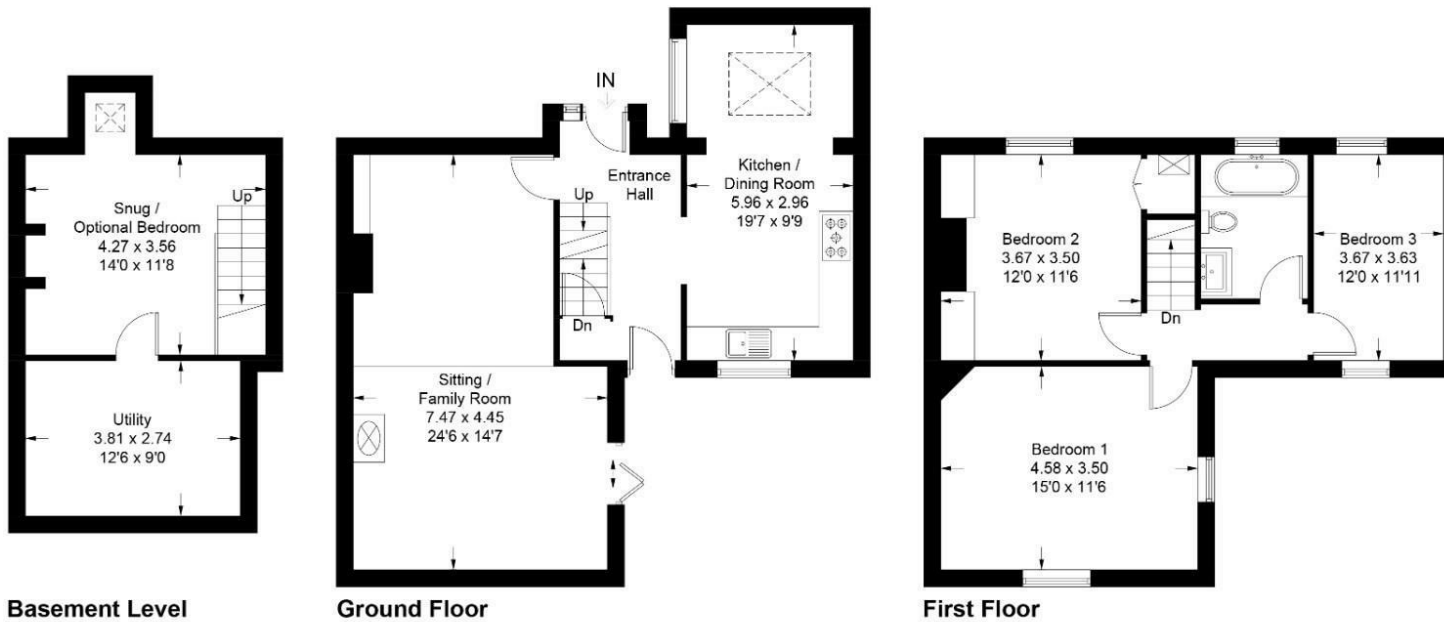 Up
Snug /
Optional Bedroom
4.27 x 3.56
14'0 x 11'8
Utility
3.81 x 2.74
12'6 x 9'0
Basement Level
IN
Entrance
Hall
Up
Dn
Kitchen /
Dining Room
5.96 x 2.96
19'7 x 9'9
Sitting /
Family Room
7.47 x 4.45
24'6 x 14'7
Ground Floor
Bedroom 2
3.67 x 3.50
12'0 x 11'6
Dn
Bedroom 3
3.67 x 3.63
12'0 x 11'11
Bedroom 1
4.58 x 3.50
15'0 x 11'6
First Floor